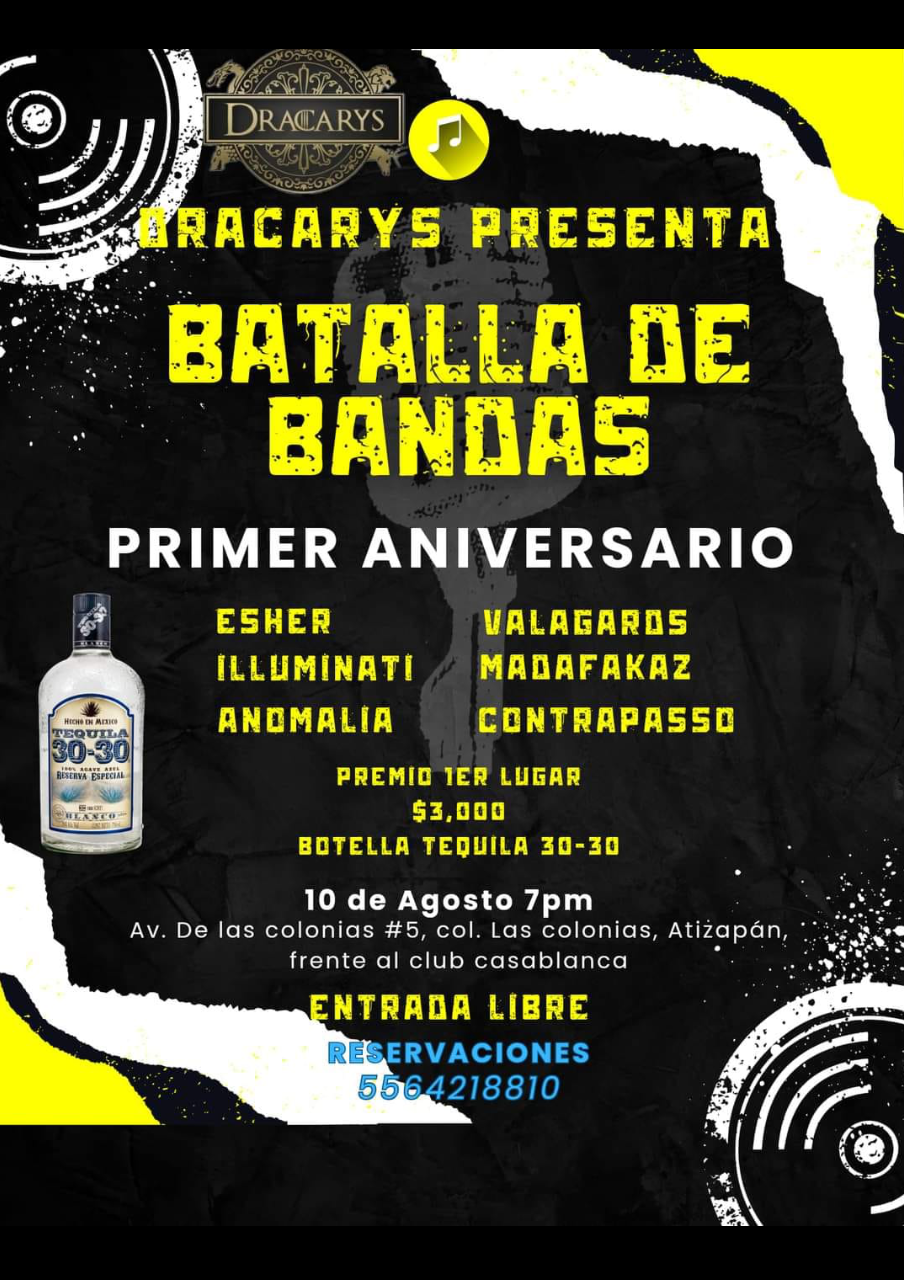 DRACARYS
DRACARYS PRESENTA
BATALLA DE
BANDAS
PRIMER ANIVERSARIO
ESHER
ILLUMINATI
ANOMALÍA
VALAGAROS
MADAFAKAZ
CONTRAPASSO
HECHO EN MEXICO
TEQUILA
30-30
100% AGAVE AZUL
RESERVA ESPECIAL
BLANCO
PREMIO 1ER LUGAR
$3,000
BOTELLA TEQUILA 30-30
10 de Agosto 7pm
Av. De las colonias #5, col. Las colonias, Atizapán,
frente al club casablanca
ENTRADA LIBRE
RESERVACIONES
5564218810